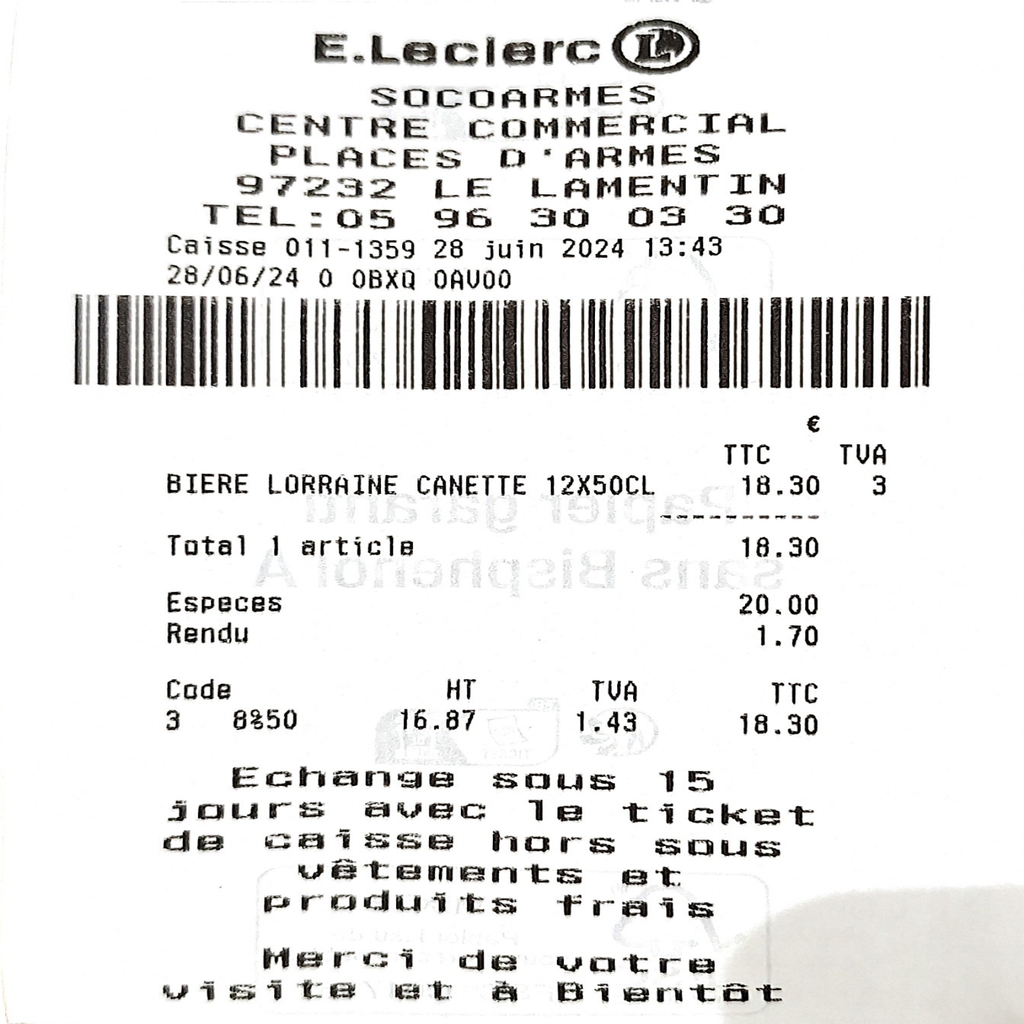 E.Leclerc L
SOCOARMES
CENTRE COMMERCIAL
PLACES D'ARMES
97232 LE LAMENTIN
TEL:05 96 30 03 30
Caisse 011-1359 28 juin 2024 13:43
28/06/24 0 0BXQ 0AV00
€
TTC TVA
BIERE LORRAINE CANETTE 12X50CL 18.30 3
-----------
Total 1 article 18.30
Papier garanti
sans Bisphenol A
Especes 20.00
Rendu 1.70
Code HT TVA TTC
3 8%50 16.87 1.43 18.30
Echange sous 15
jours avec le ticket
de caisse hors sous
vêtements et
produits frais
Merci de votre
visite et à Bientôt